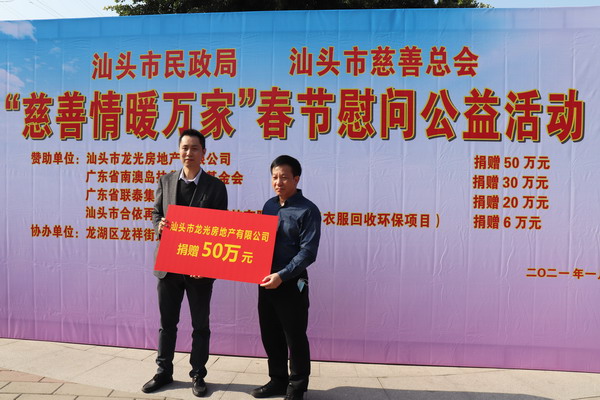 汕头市民政局 汕头市慈善总会
“慈善情暖万家”春节慰问公益活动
赞助单位：汕头市龙光房地产有限公司 捐赠 50 万元
广东省南澳岛 基金会 捐赠 30 万元
广东省联泰集 捐赠 20 万元
汕头市合依再 衣服回收环保项目） 捐赠 6 万元
协办单位：龙湖区龙祥街
二〇二一年一
汕头市龙光房地产有限公司
捐赠 50万 元